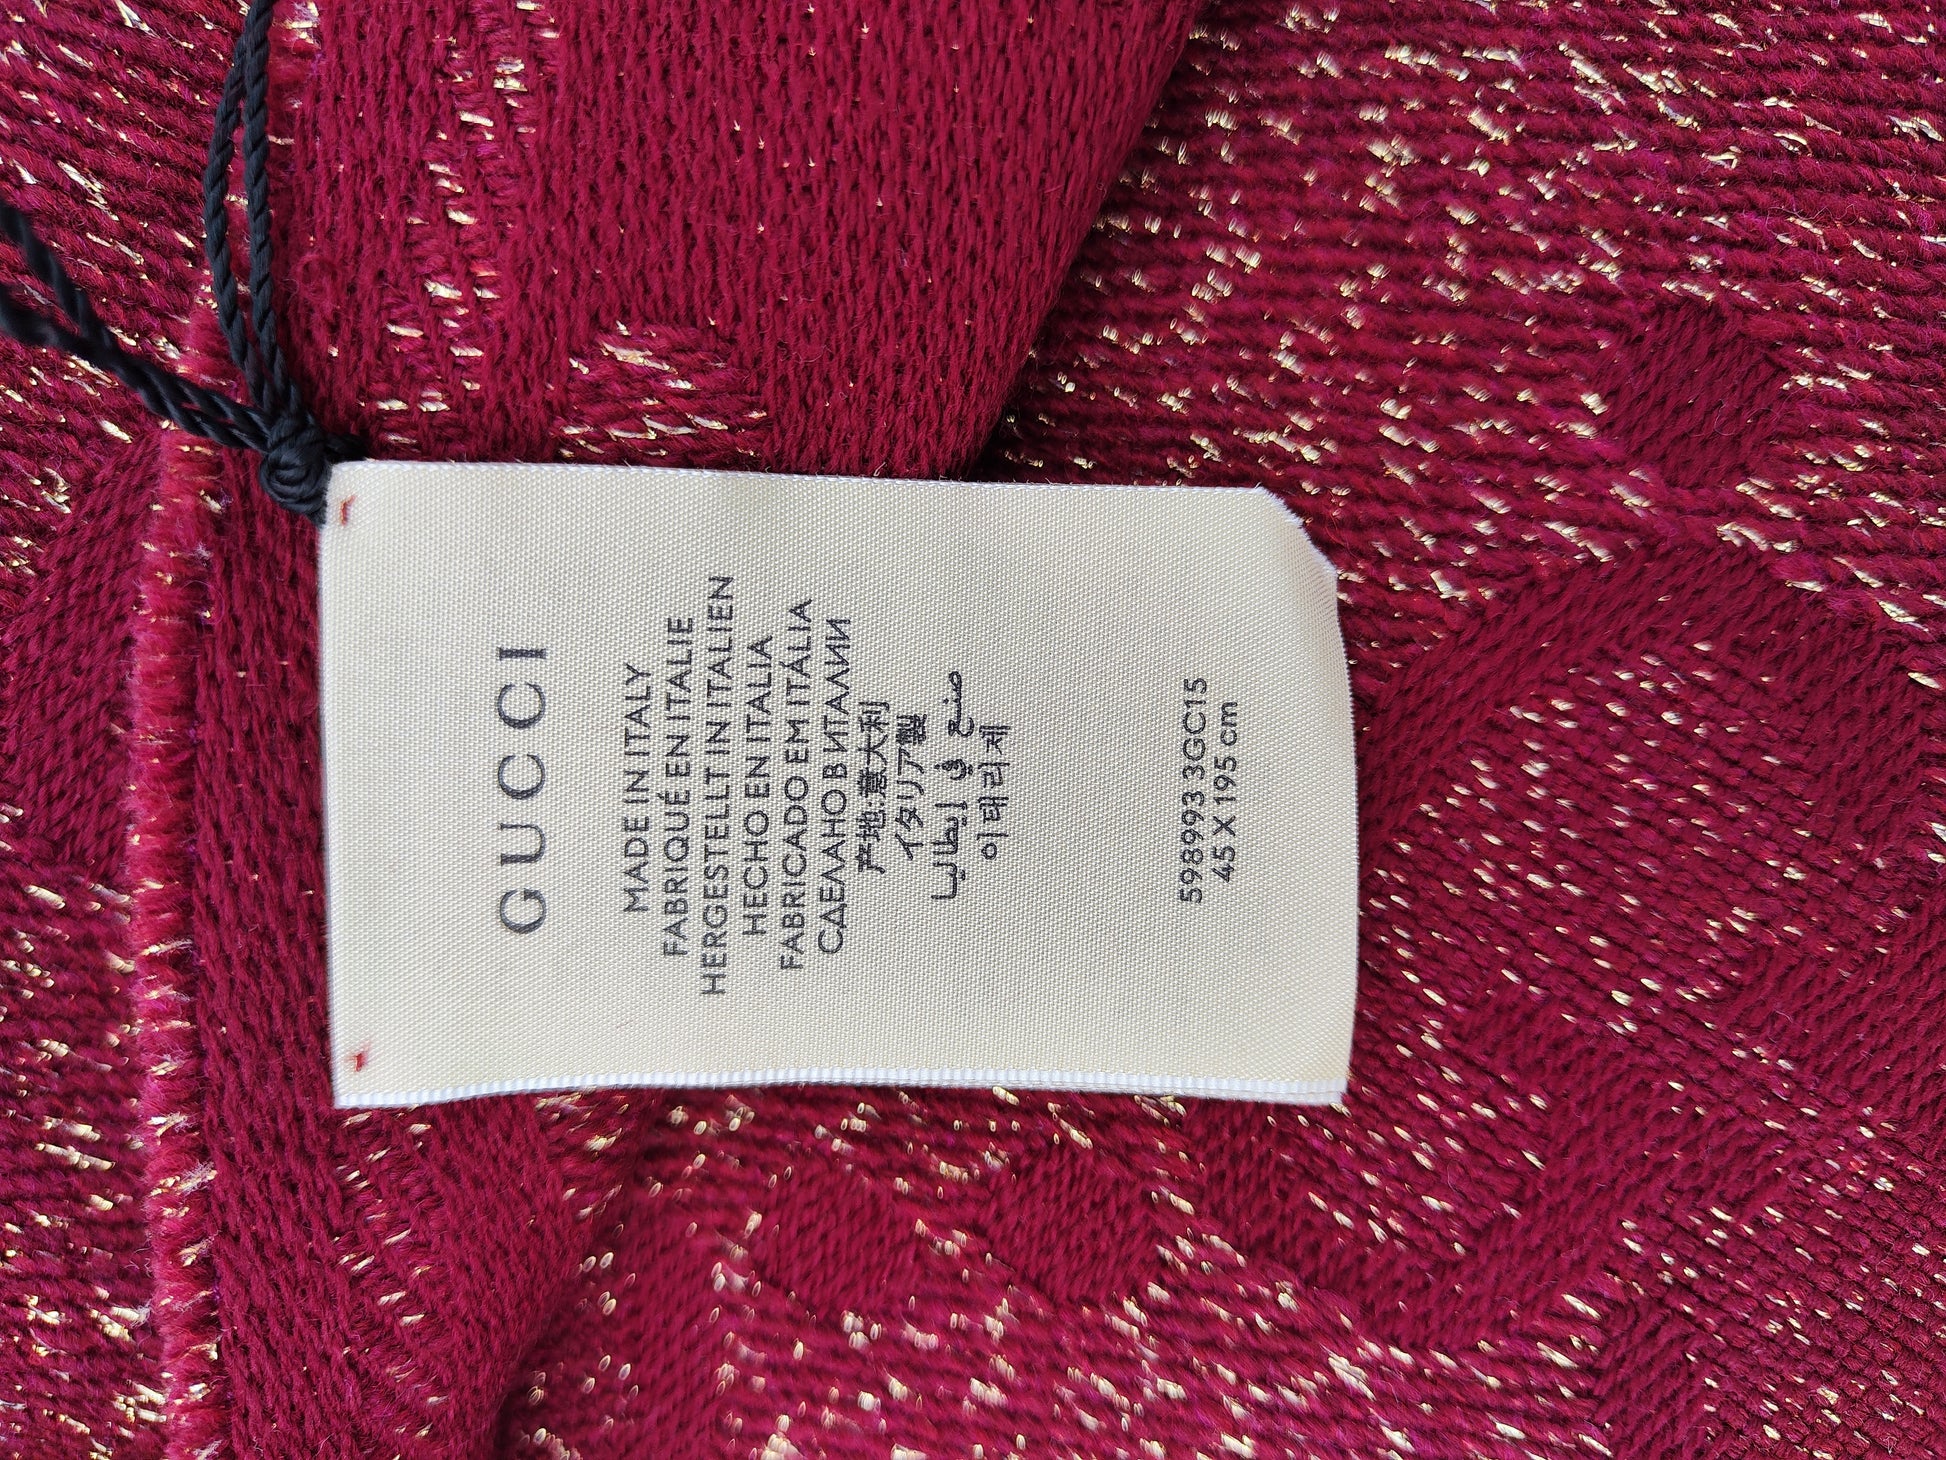 GUCCI
MADE IN ITALY
FABRIQUÉ EN ITALIE
HERGESTELLT IN ITALIEN
HECHO EN ITALIA
FABRICADO EM ITÁLIA
СДЕЛАНО В ИТАЛИИ
产地:意大利
イタリア製
صنع في إيطاليا
이태리제
598993 3GC15
45 X 195 cm